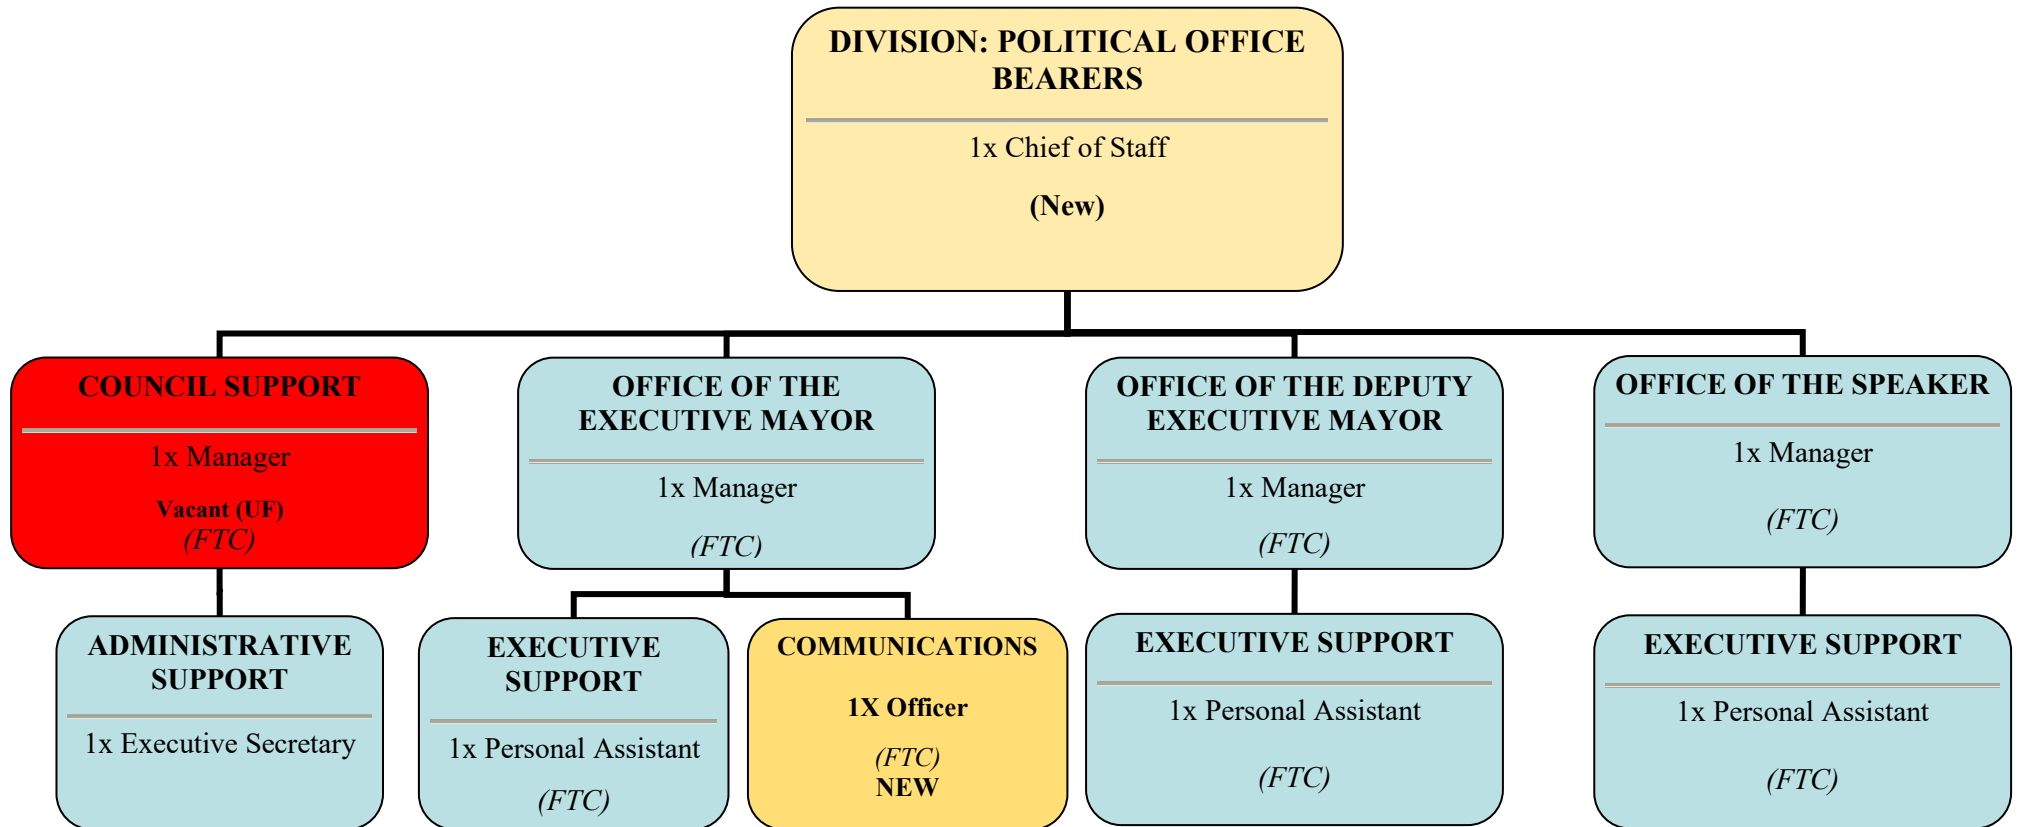 DIVISION: POLITICAL OFFICE
BEARERS
1x Chief of Staff
(New)
COUNCIL SUPPORT
1x Manager
Vacant (UF)
(FTC)
OFFICE OF THE
EXECUTIVE MAYOR
1x Manager
(FTC)
OFFICE OF THE DEPUTY
EXECUTIVE MAYOR
1x Manager
(FTC)
OFFICE OF THE SPEAKER
1x Manager
(FTC)
ADMINISTRATIVE
SUPPORT
1x Executive Secretary
EXECUTIVE
SUPPORT
1x Personal Assistant
(FTC)
COMMUNICATIONS
1X Officer
(FTC)
NEW
EXECUTIVE SUPPORT
1x Personal Assistant
(FTC)
EXECUTIVE SUPPORT
1x Personal Assistant
(FTC)